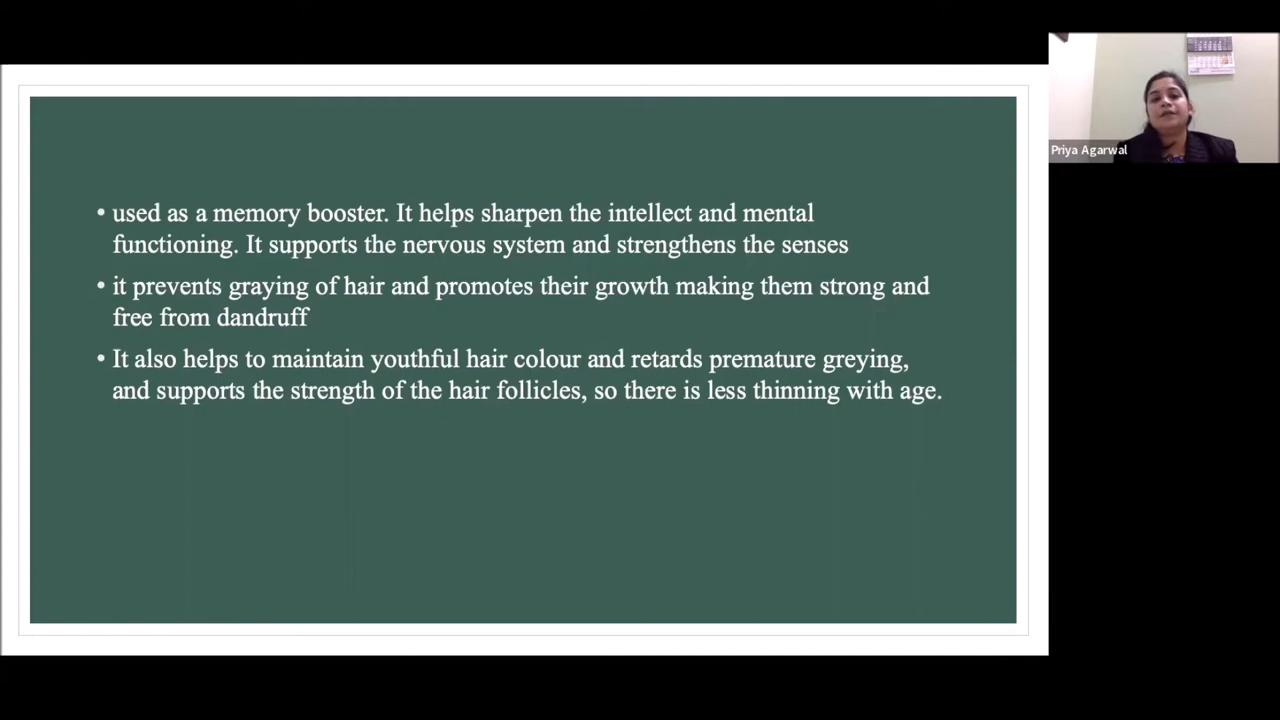 • used as a memory booster. It helps sharpen the intellect and mental
functioning. It supports the nervous system and strengthens the senses
• it prevents graying of hair and promotes their growth making them strong and
free from dandruff
• It also helps to maintain youthful hair colour and retards premature greying,
and supports the strength of the hair follicles, so there is less thinning with age.
Priya Agarwal